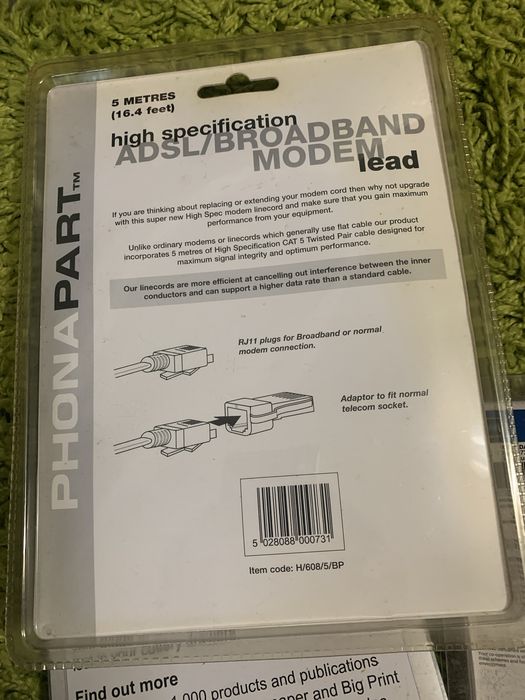 5 METRES
(16.4 feet)
high specification
ADSL/BROADBAND
MODEM
lead
PHONAPART™
If you are thinking about replacing or extending your modem cord then why not upgrade
with this super new High Spec modem linecord and make sure that you gain maximum
performance from your equipment.
Unlike ordinary modems or linecords which generally use flat cable our product
incorporates 5 metres of High Specification CAT 5 Twisted Pair cable designed for
maximum signal integrity and optimum performance.
Our linecords are more efficient at cancelling out interference between the inner
conductors and can support a higher data rate than a standard cable.
RJ11 plugs for Broadband or normal
modem connection.
Adaptor to fit normal
telecom socket.
5 028088 000731
Item code: H/608/5/BP
Find out more
000 products and publications
and Big Print